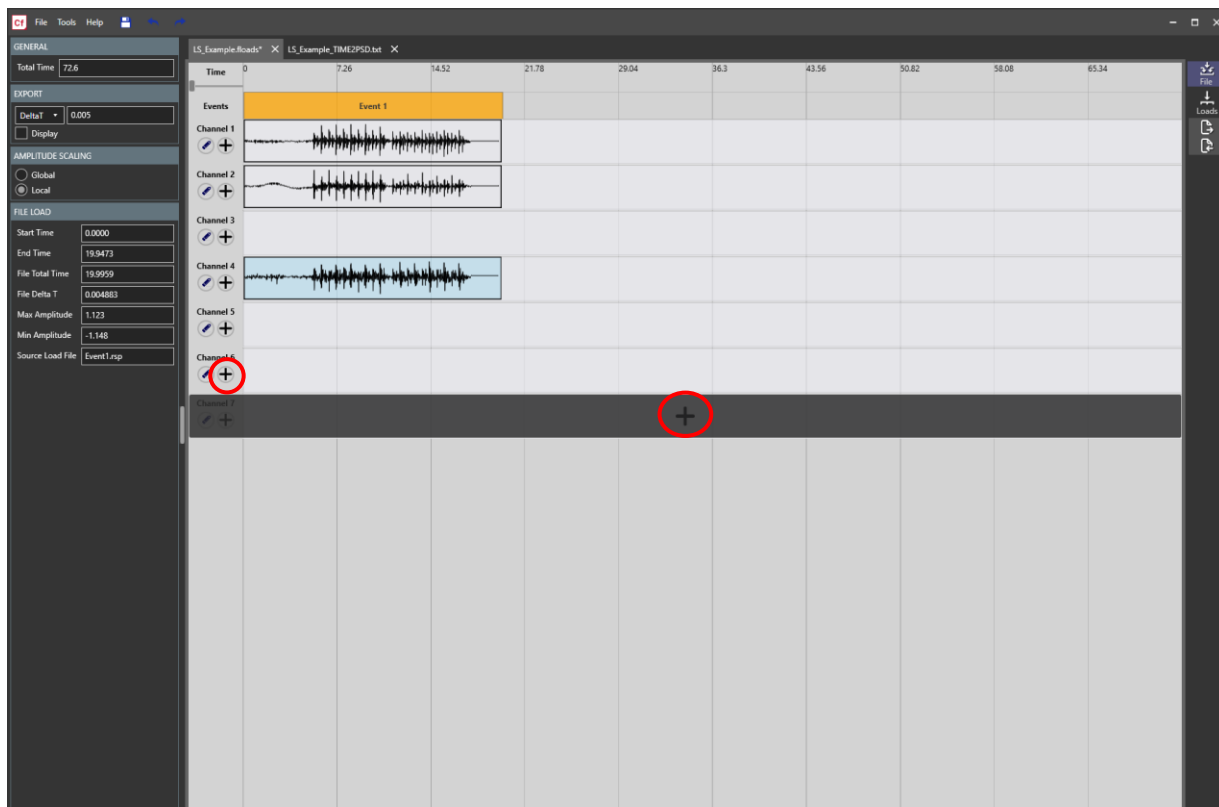 Cf File Tools Help
GENERAL
Total Time 72.6
EXPORT
DeltaT 0.005
Display
AMPLITUDE SCALING
Global
Local
FILE LOAD
Start Time 0.0000
End Time 19.9473
File Total Time 19.9959
File Delta T 0.004883
Max Amplitude 1.123
Min Amplitude -1.148
Source Load File Event1.rsp
LS_Example.floads* LS_Example_TIME2PSD.txt
Time 0 7.26 14.52 21.78 29.04 36.3 43.56 50.82 58.08 65.34
Events Event 1
Channel 1
Channel 2
Channel 3
Channel 4
Channel 5
Channel 6
Channel 7
File
Loads